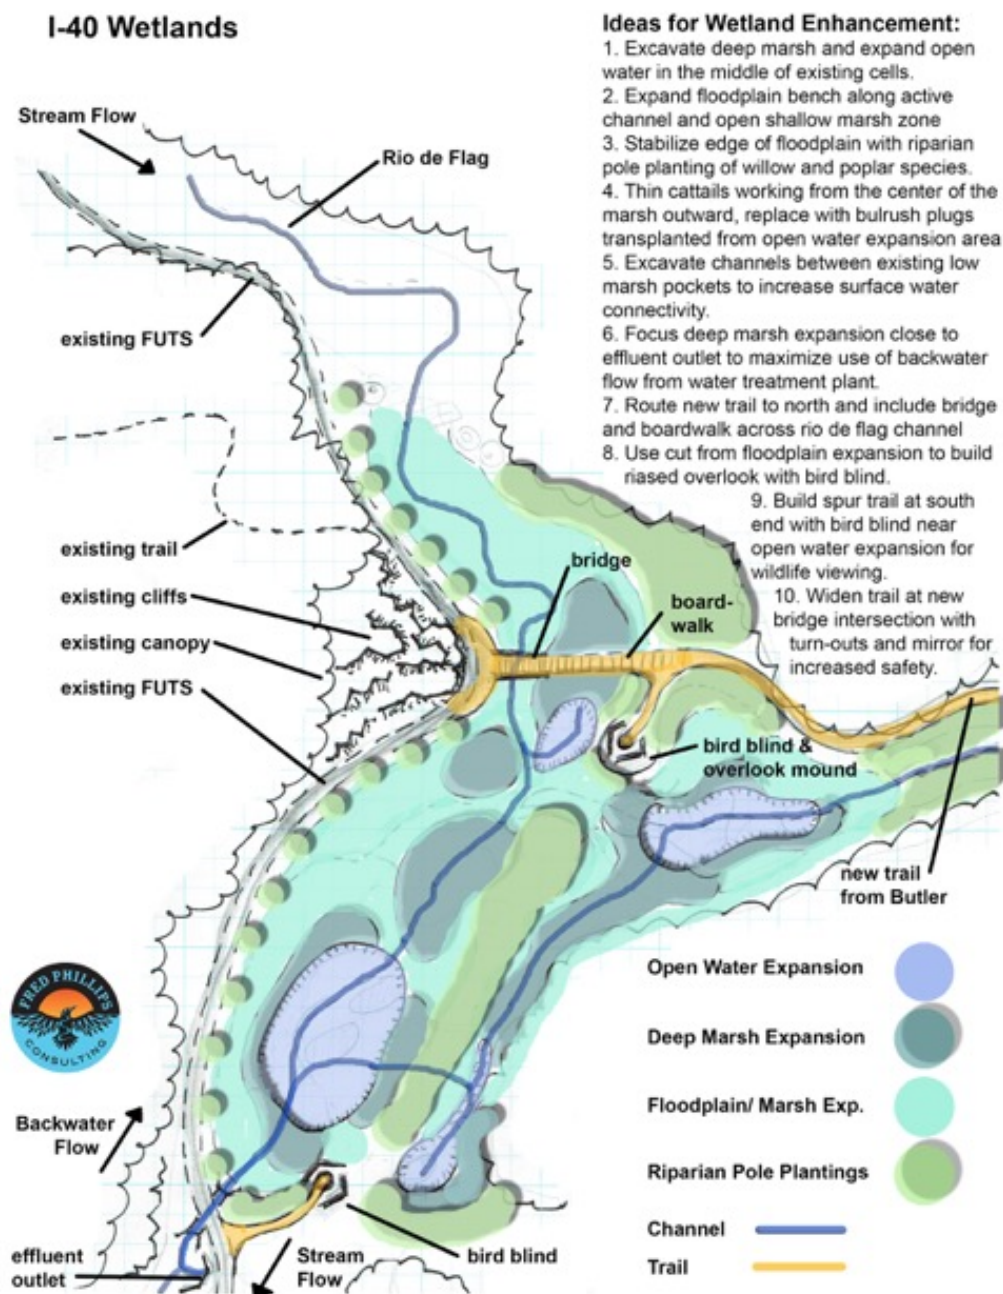 I-40 Wetlands
Ideas for Wetland Enhancement:
1. Excavate deep marsh and expand open
water in the middle of existing cells.
2. Expand floodplain bench along active
channel and open shallow marsh zone
3. Stabilize edge of floodplain with riparian
pole planting of willow and poplar species.
4. Thin cattails working from the center of the
marsh outward, replace with bulrush plugs
transplanted from open water expansion area
5. Excavate channels between existing low
marsh pockets to increase surface water
connectivity.
6. Focus deep marsh expansion close to
effluent outlet to maximize use of backwater
flow from water treatment plant.
7. Route new trail to north and include bridge
and boardwalk across rio de flag channel
8. Use cut from floodplain expansion to build
riased overlook with bird blind.
9. Build spur trail at south
end with bird blind near
open water expansion for
wildlife viewing.
10. Widen trail at new
bridge intersection with
turn-outs and mirror for
increased safety.
Stream Flow
Rio de Flag
existing FUTS
existing trail
existing cliffs
existing canopy
existing FUTS
bridge
board-
walk
bird blind &
overlook mound
new trail
from Butler
Open Water Expansion
Deep Marsh Expansion
Floodplain/ Marsh Exp.
Riparian Pole Plantings
Channel
Trail
FRED PHILLIPS
CONSULTING
Backwater
Flow
effluent
outlet
Stream
Flow
bird blind